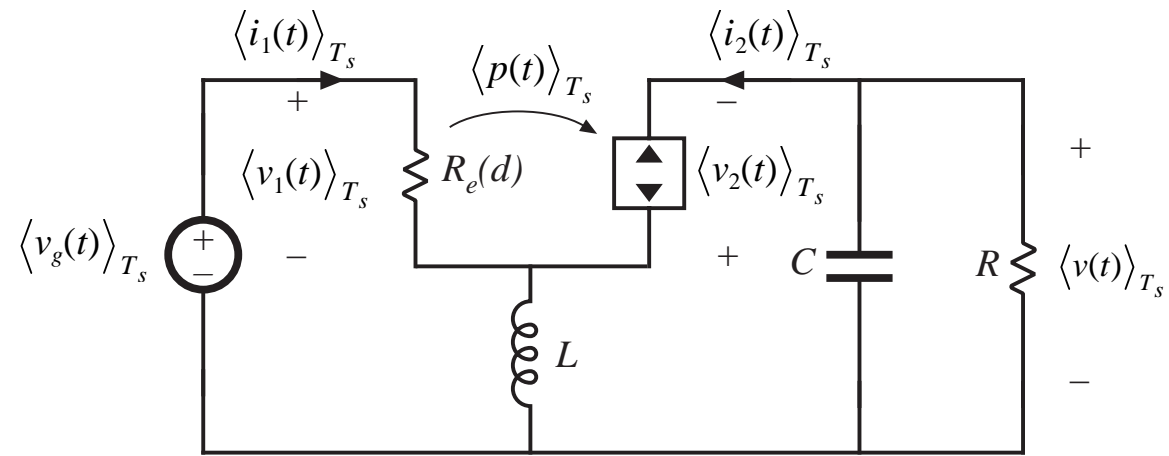 ⟨i₁(t)⟩_{T_s}
⟨i₂(t)⟩_{T_s}
⟨p(t)⟩_{T_s}
+
−
⟨v₁(t)⟩_{T_s}
R_e(d)
⟨v₂(t)⟩_{T_s}
+
⟨v_g(t)⟩_{T_s}
+
−
−
+
C
R
⟨v(t)⟩_{T_s}
L
−